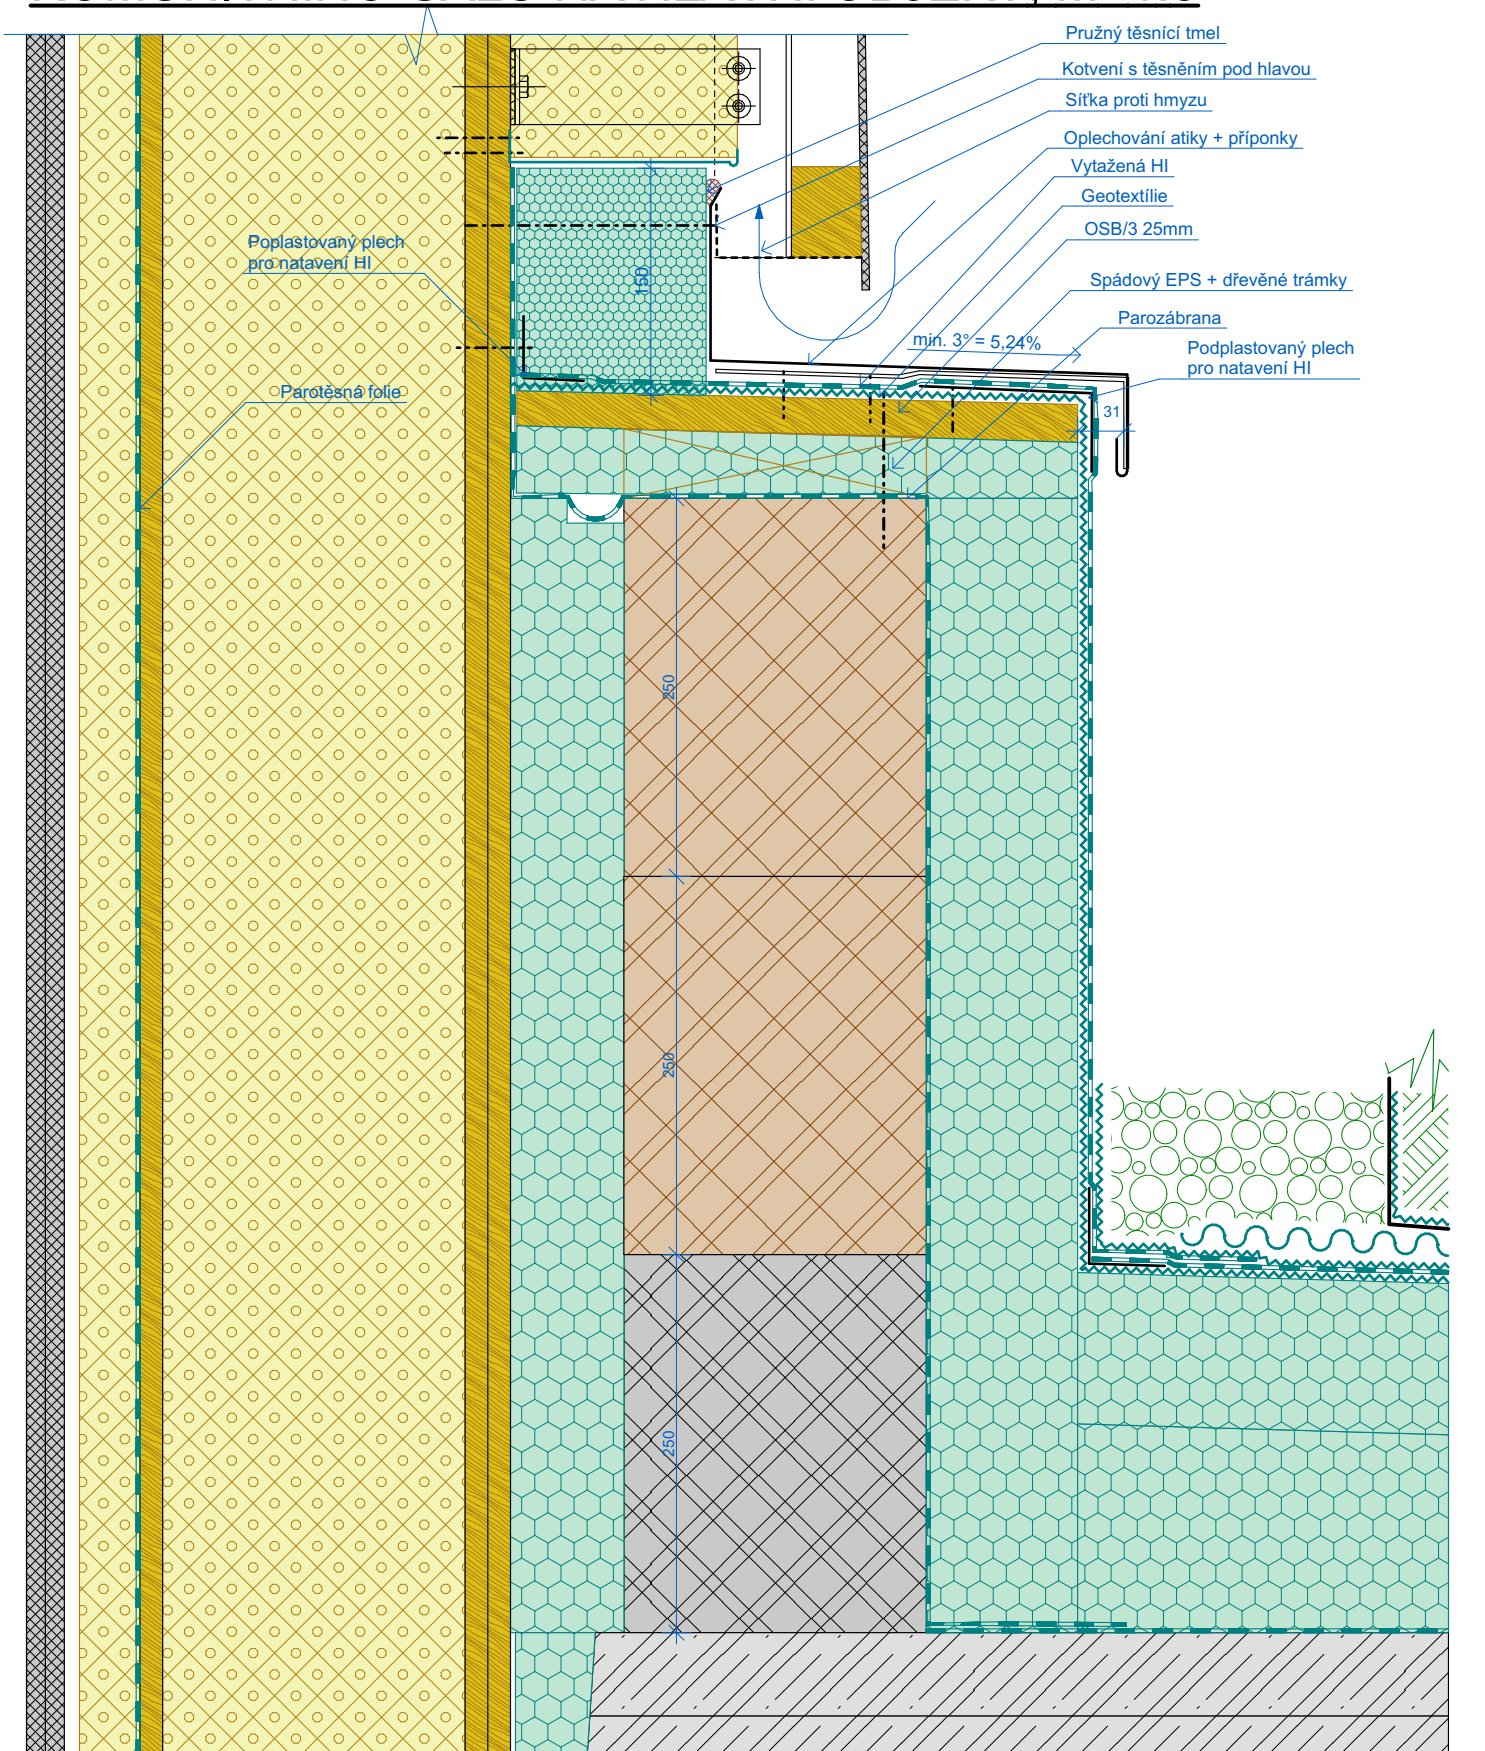 Pružný těsnící tmel
Kotvení s těsněním pod hlavou
Síťka proti hmyzu
Oplechování atiky + příponky
Vytažená HI
Geotextílie
OSB/3 25mm
Spádový EPS + dřevěné trámky
Parozábrana
Podplastovaný plech
pro natavení HI
Poplastovaný plech
pro natavení HI
Parotěsná folie
min. 3° = 5,24%
150
31
250
250
250